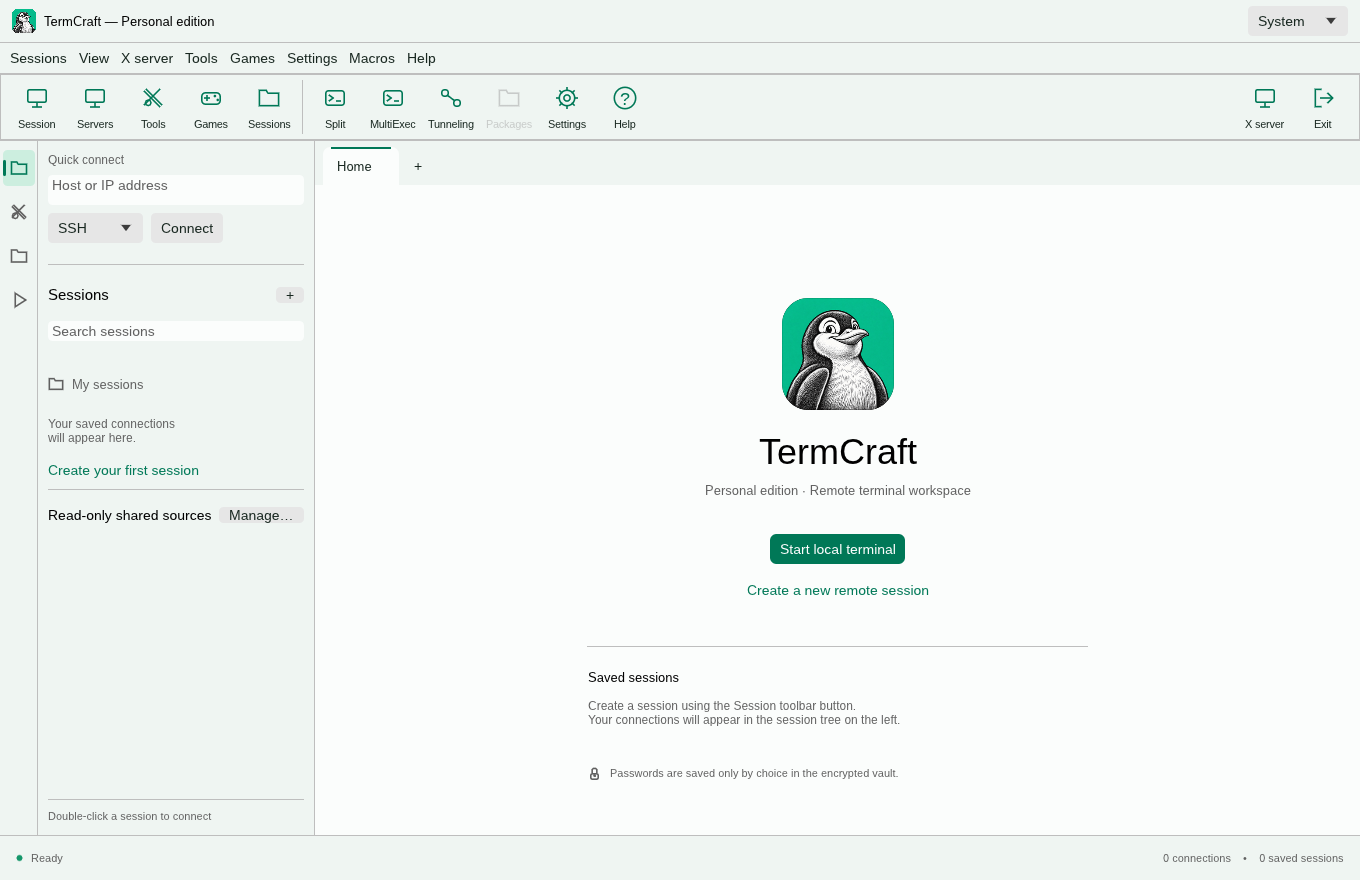 TermCraft — Personal edition
System
Sessions View X server Tools Games Settings Macros Help
Session Servers Tools Games Sessions Split MultiExec Tunneling Packages Settings Help X server Exit
Quick connect
Host or IP address
SSH Connect
Sessions +
Search sessions
My sessions
Your saved connections
will appear here.
Create your first session
Read-only shared sources Manage…
Double-click a session to connect
Home +
TermCraft
Personal edition · Remote terminal workspace
Start local terminal
Create a new remote session
Saved sessions
Create a session using the Session toolbar button.
Your connections will appear in the session tree on the left.
Passwords are saved only by choice in the encrypted vault.
Ready
0 connections • 0 saved sessions